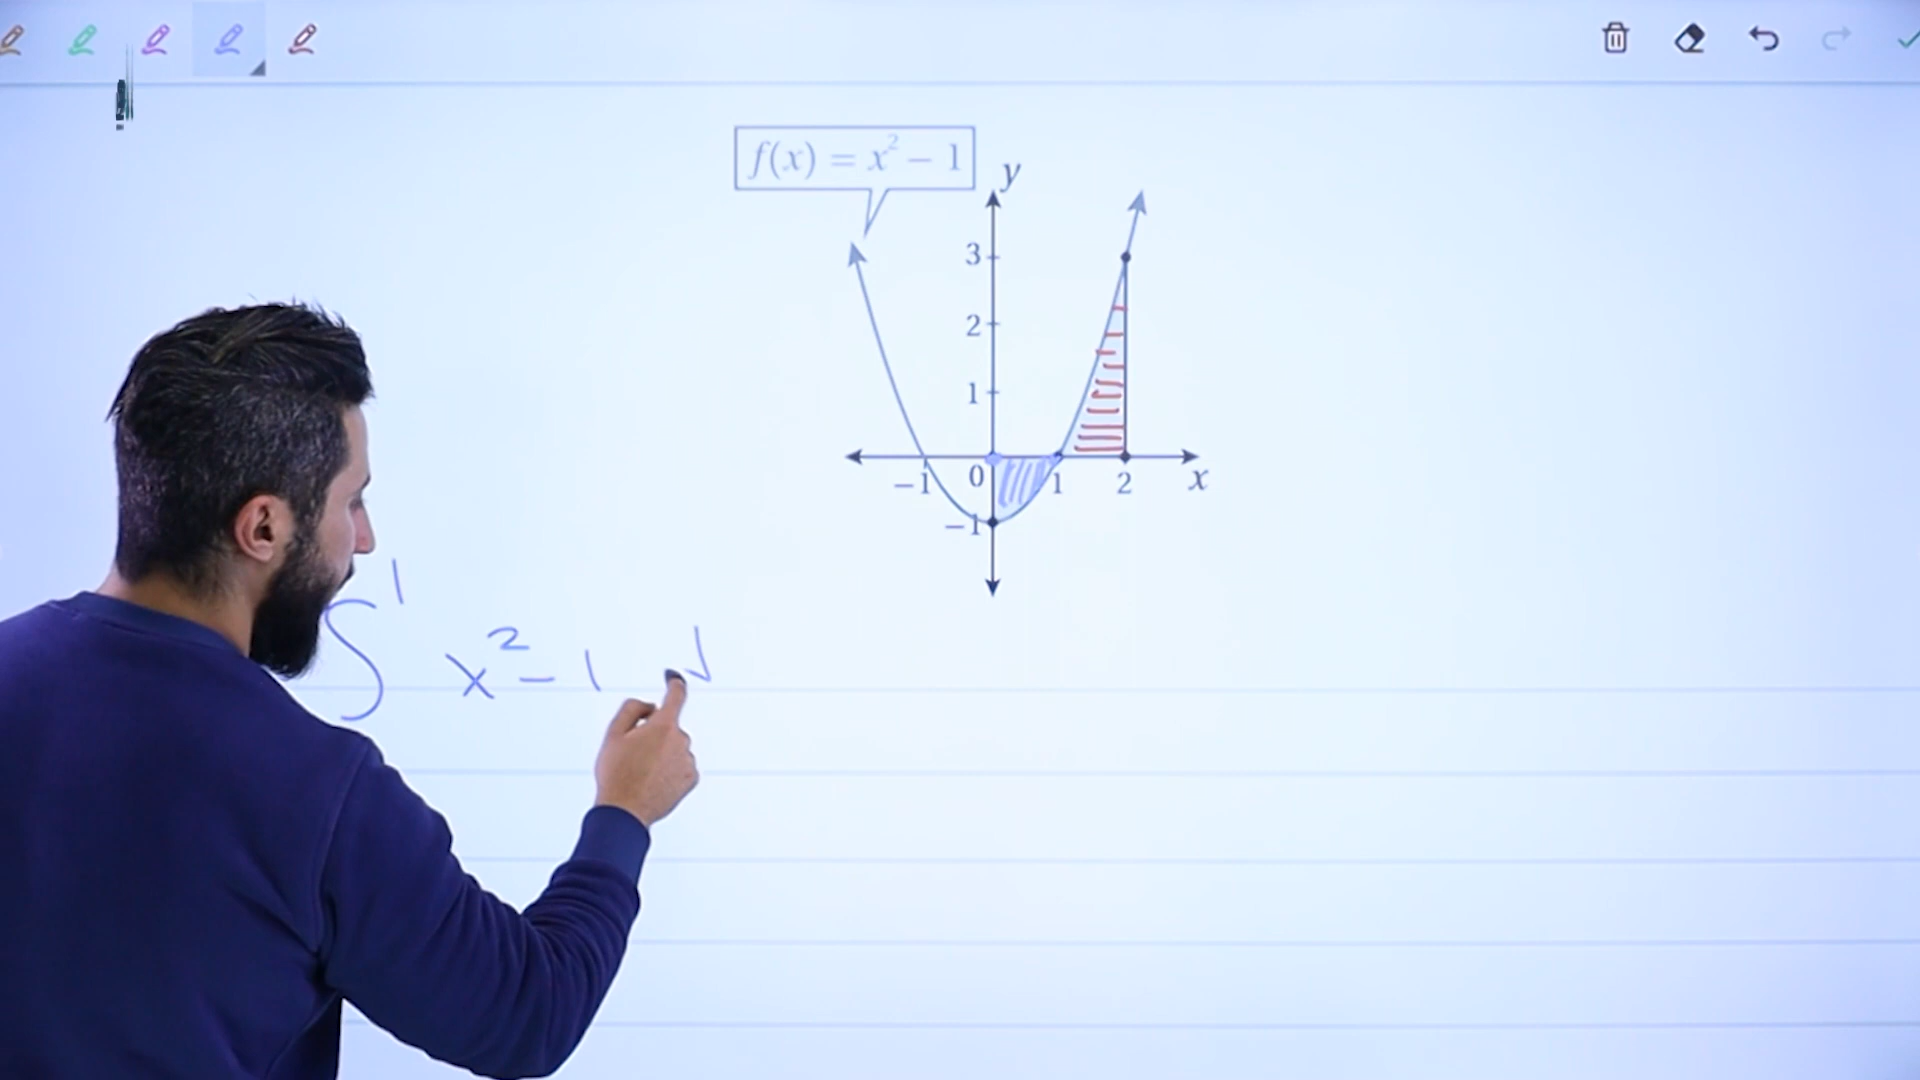 f(x) = x² − 1
y
3
2
1
−1 0 1 2 x
−1
∫ 1 x² − 1